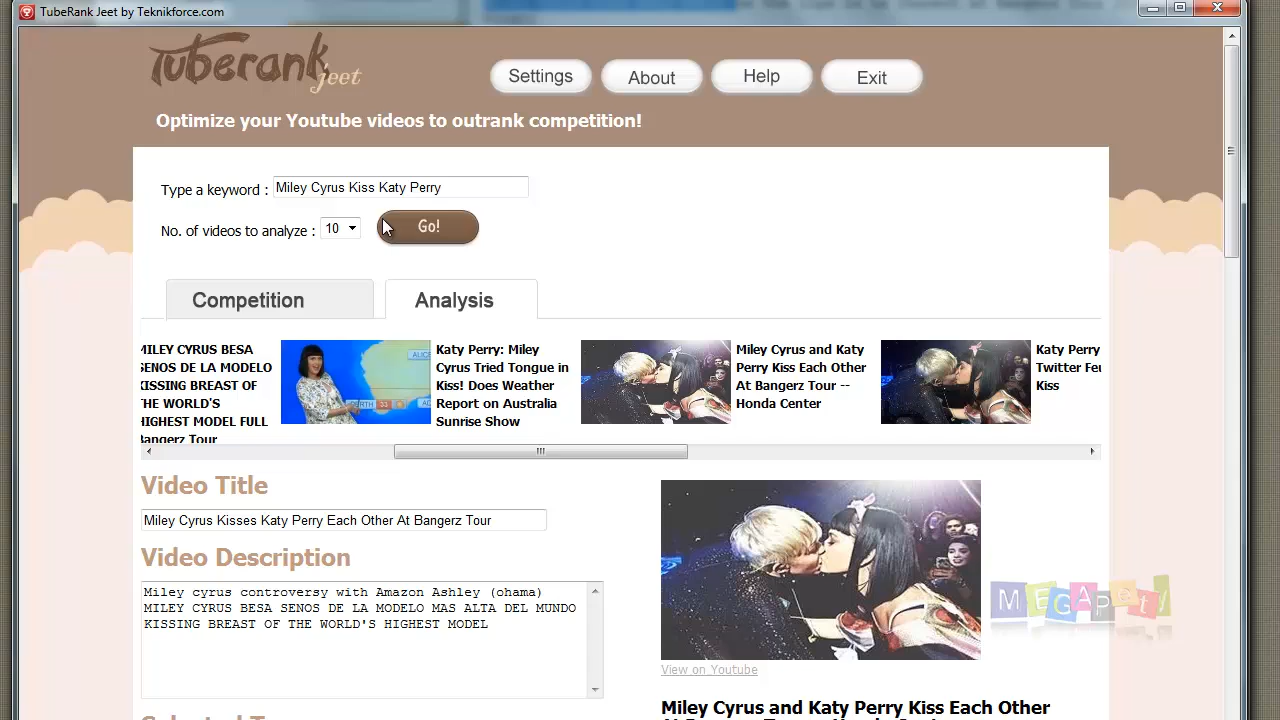 TubeRank Jeet by Teknikforce.com
Tuberank jeet
Settings
About
Help
Exit
Optimize your Youtube videos to outrank competition!
Type a keyword : Miley Cyrus Kiss Katy Perry
No. of videos to analyze : 10
Go!
Competition
Analysis
MILEY CYRUS BESA
SENOS DE LA MODELO
KISSING BREAST OF
THE WORLD'S
HIGHEST MODEL FULL
Bangerz Tour
Katy Perry: Miley
Cyrus Tried Tongue in
Kiss! Does Weather
Report on Australia
Sunrise Show
Miley Cyrus and Katy
Perry Kiss Each Other
At Bangerz Tour --
Honda Center
Katy Perry
Twitter Feu
Kiss
Video Title
Miley Cyrus Kisses Katy Perry Each Other At Bangerz Tour
Video Description
Miley cyrus controversy with Amazon Ashley (ohama)
MILEY CYRUS BESA SENOS DE LA MODELO MAS ALTA DEL MUNDO
KISSING BREAST OF THE WORLD'S HIGHEST MODEL
View on Youtube
Miley Cyrus and Katy Perry Kiss Each Other
MEGAPeti